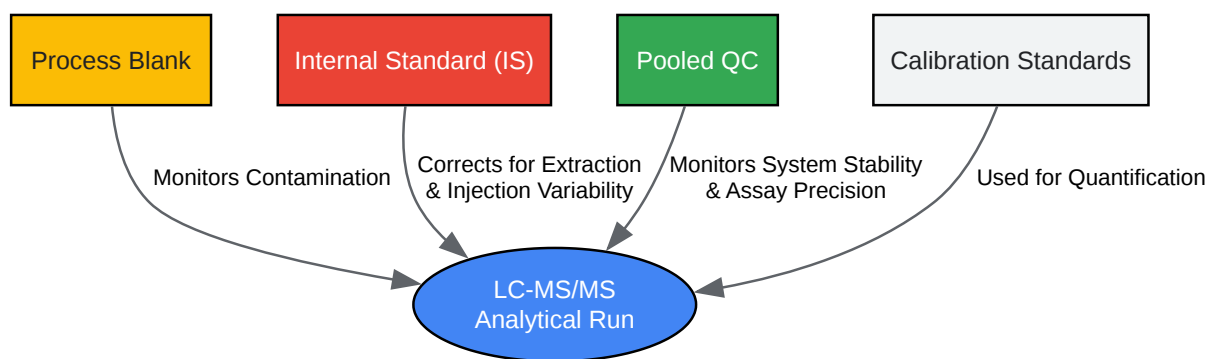 Process Blank
Internal Standard (IS)
Pooled QC
Calibration Standards
Monitors Contamination
Corrects for Extraction
& Injection Variability
Monitors System Stability
& Assay Precision
Used for Quantification
LC-MS/MS
Analytical Run